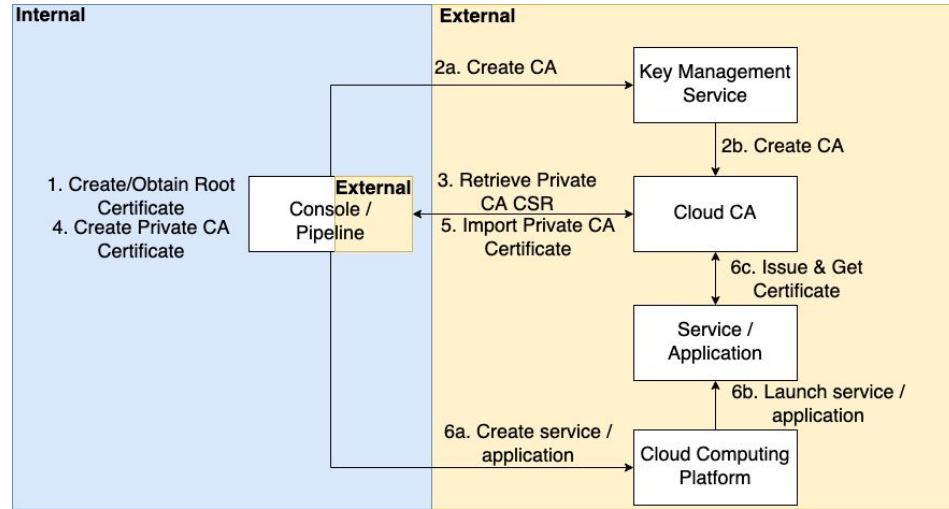 Internal
External
2a. Create CA
Key Management
Service
2b. Create CA
1. Create/Obtain Root
Certificate
4. Create Private CA
Certificate
External
Console /
Pipeline
3. Retrieve Private
CA CSR
5. Import Private CA
Certificate
Cloud CA
6c. Issue & Get
Certificate
Service /
Application
6b. Launch service /
application
6a. Create service /
application
Cloud Computing
Platform